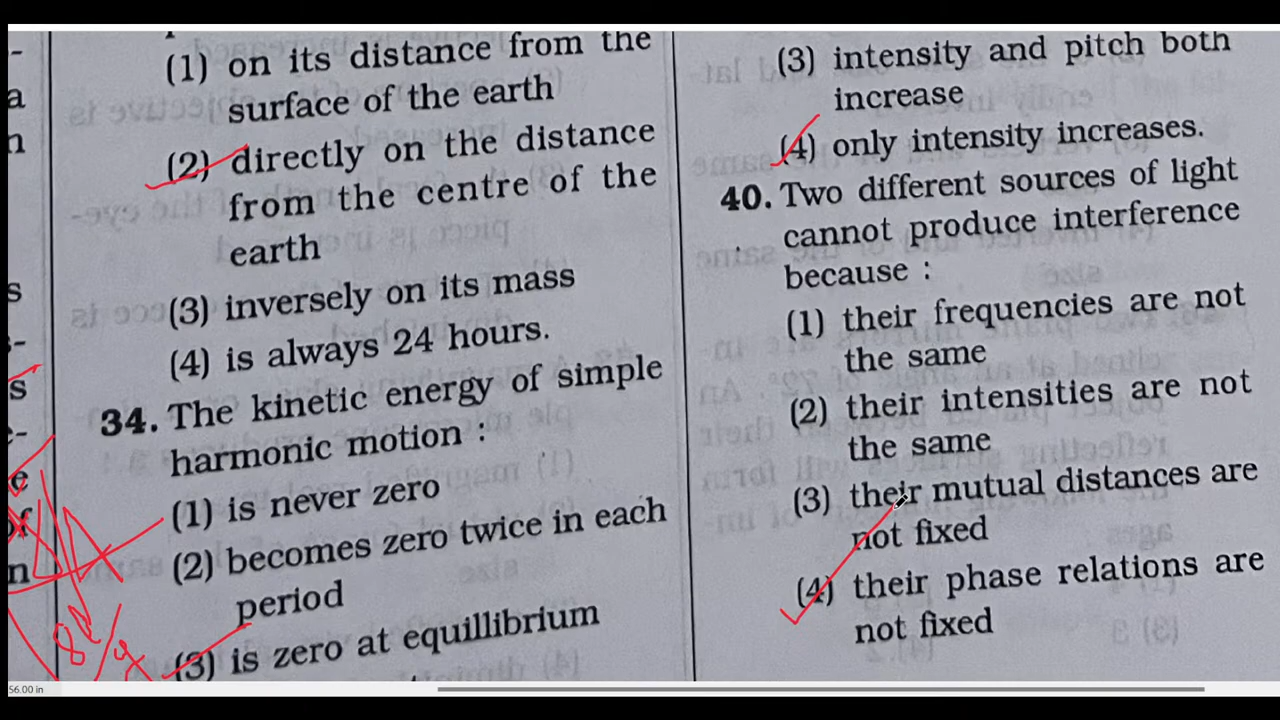 (1) on its distance from the
surface of the earth
(2) directly on the distance
from the centre of the
earth
(3) inversely on its mass
(4) is always 24 hours.
34. The kinetic energy of simple
harmonic motion :
(1) is never zero
(2) becomes zero twice in each
period
(3) is zero at equillibrium
(3) intensity and pitch both
increase
(4) only intensity increases.
40. Two different sources of light
cannot produce interference
because :
(1) their frequencies are not
the same
(2) their intensities are not
the same
(3) their mutual distances are
not fixed
(4) their phase relations are
not fixed
56.00 in